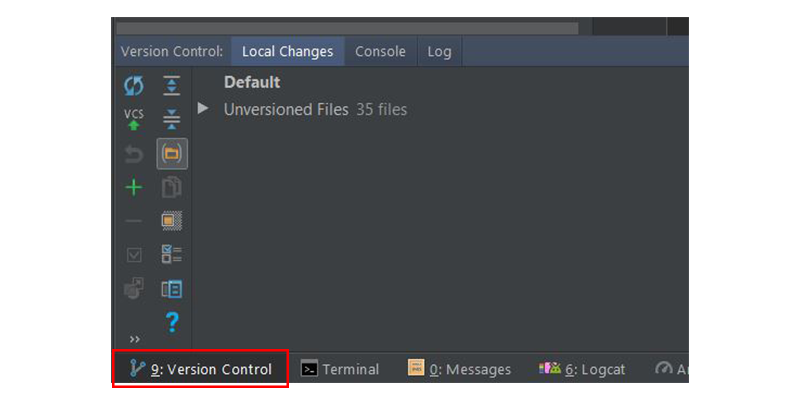 Version Control: Local Changes Console Log
Default
VCS
Unversioned Files 35 files
?
9: Version Control Terminal 0: Messages 6: Logcat